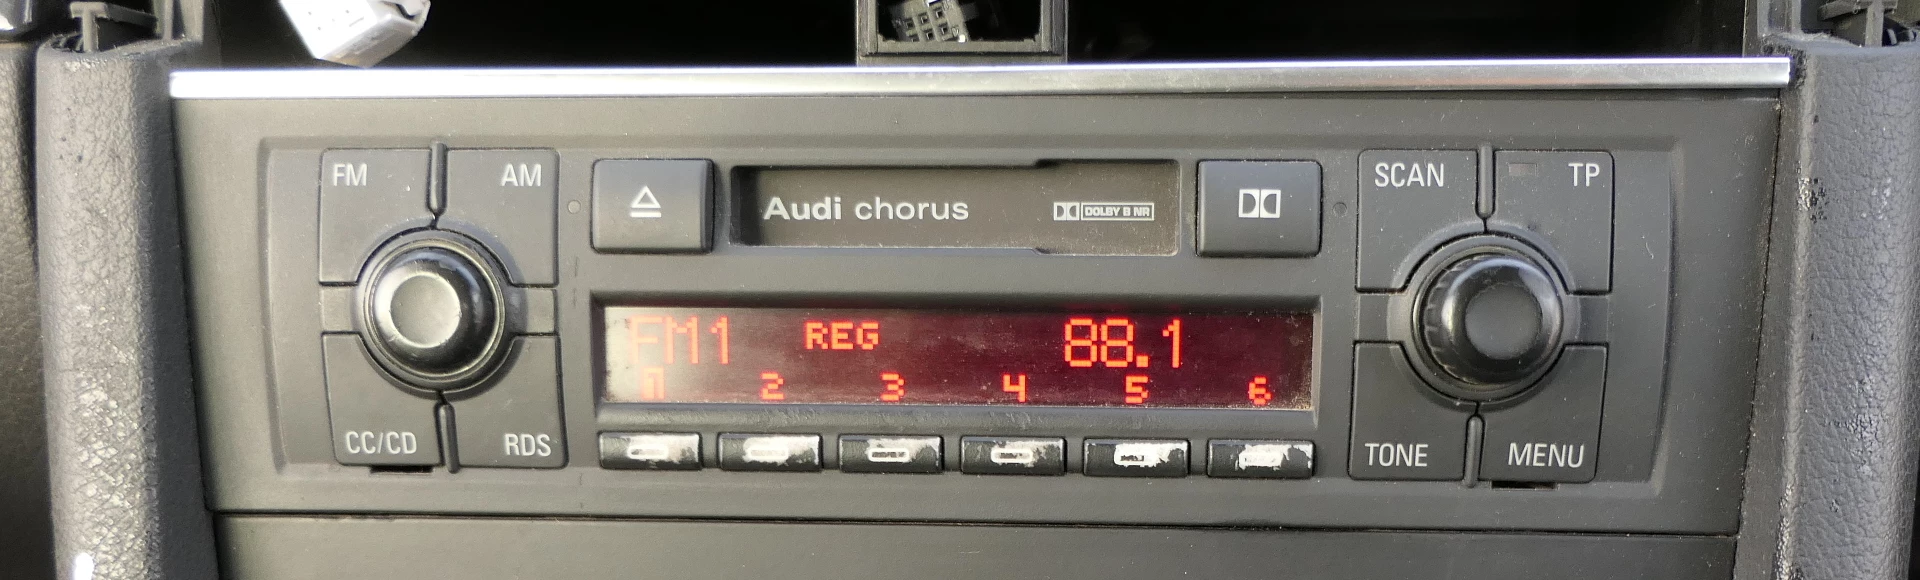 FM AM
Audi chorus
DOLBY B NR
SCAN TP
FM1 REG 88.1
1 2 3 4 5 6
CC/CD RDS
TONE MENU